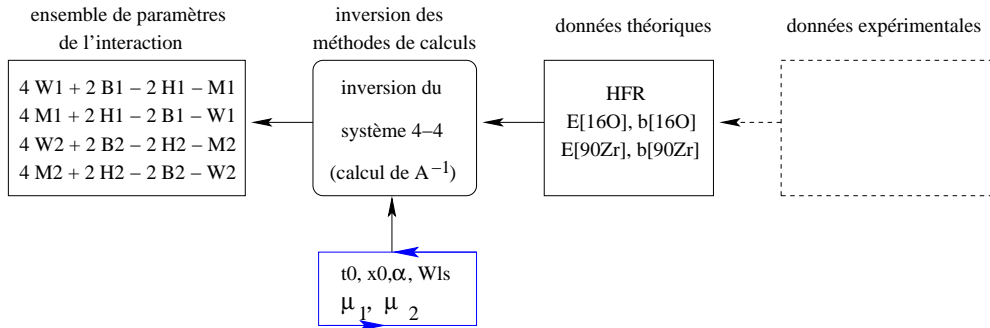 ensemble de paramètres
de l'interaction
4 W1 + 2 B1 – 2 H1 – M1
4 M1 + 2 H1 – 2 B1 – W1
4 W2 + 2 B2 – 2 H2 – M2
4 M2 + 2 H2 – 2 B2 – W2
inversion des
méthodes de calculs
inversion du
système 4–4
(calcul de A⁻¹)
données théoriques
HFR
E[16O], b[16O]
E[90Zr], b[90Zr]
données expérimentales
t0, x0,α, Wls
μ₁, μ₂